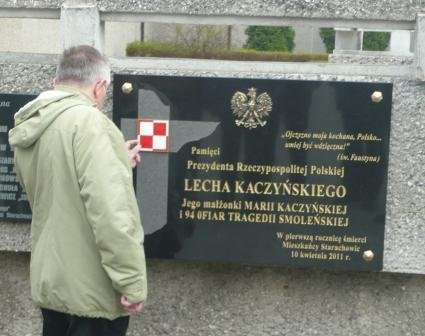 „Ojczyzno moja kochana, Polsko...
umiej być wdzięczna!"
(św. Faustyna)
Pamięci
Prezydenta Rzeczypospolitej Polskiej
LECHA KACZYŃSKIEGO
Jego małżonki MARII KACZYŃSKIEJ
I 94 OFIAR TRAGEDII SMOLEŃSKIEJ
W pierwszą rocznicę śmierci
Mieszkańcy Starachowic
10 kwietnia 2011 r.